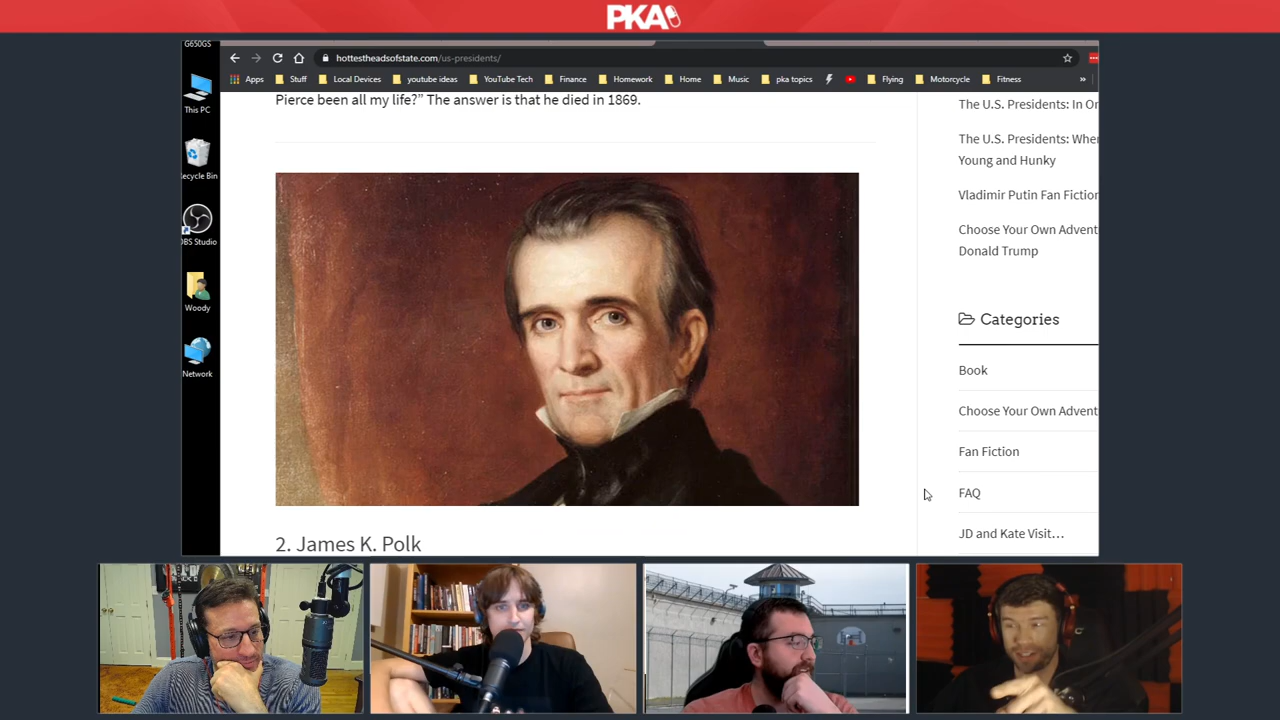 PKA
G650GS
hottestheadsofstate.com/us-presidents/
Apps Stuff Local Devices youtube ideas YouTube Tech Finance Homework Home Music pka topics Flying Motorcycle Fitness »
This PC
ecycle Bin
BS Studio
Woody
Network
Pierce been all my life?” The answer is that he died in 1869.
2. James K. Polk
The U.S. Presidents: In Or
The U.S. Presidents: Whe
Young and Hunky
Vladimir Putin Fan Fiction
Choose Your Own Advent
Donald Trump
Categories
Book
Choose Your Own Advent
Fan Fiction
FAQ
JD and Kate Visit…